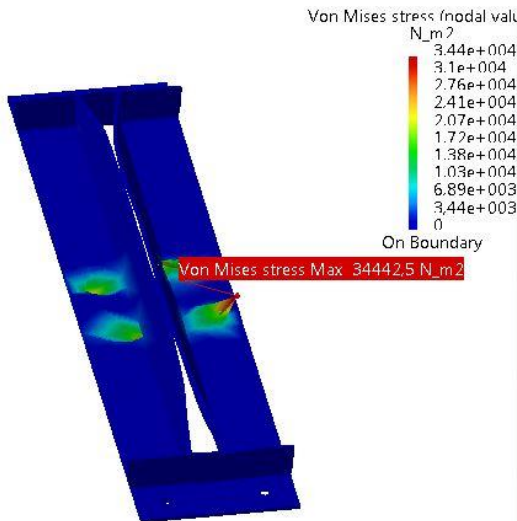 Von Mises stress (nodal valu
N_m2
3.44e+004
3.1e+004
2.76e+004
2.41e+004
2.07e+004
1.72e+004
1.38e+004
1.03e+004
6.89e+003
3,44e+003
0
On Boundary
Von Mises stress Max 34442,5 N_m2